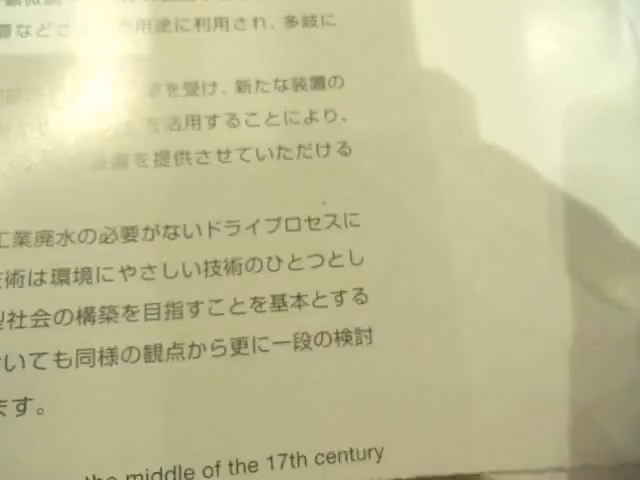 置など
用途に利用され、多岐に
を受け、新たな装置の
を活用することにより、
を提供させていただける
工業廃水の必要がないドライプロセスに
術は環境にやさしい技術のひとつとし
型社会の構築を目指すことを基本とする
いても同様の観点から更に一段の検討
ます。
the middle of the 17th century